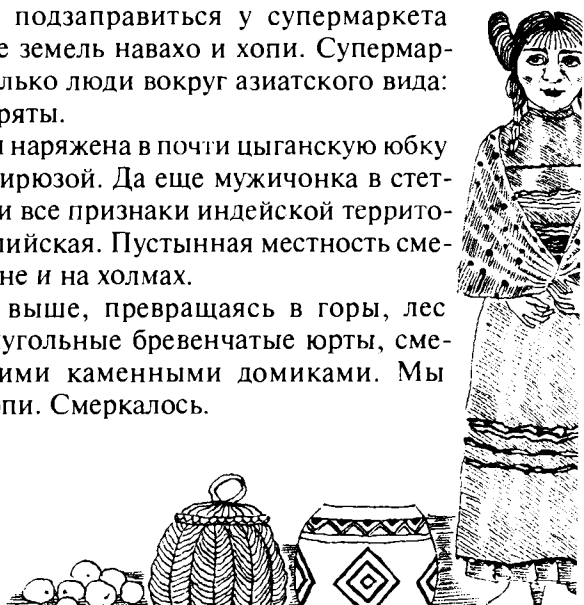 подзаправиться у супермаркета
е земель навахо и хопи. Супермар-
лько люди вокруг азиатского вида:
ряты.
наряжена в почти цыганскую юбку
ирюзой. Да еще мужичонка в стет-
и все признаки индейской террито-
пийская. Пустынная местность сме-
не и на холмах.
выше, превращаясь в горы, лес
угольные бревенчатые юрты, сме-
ими каменными домиками. Мы
опи. Смеркалось.